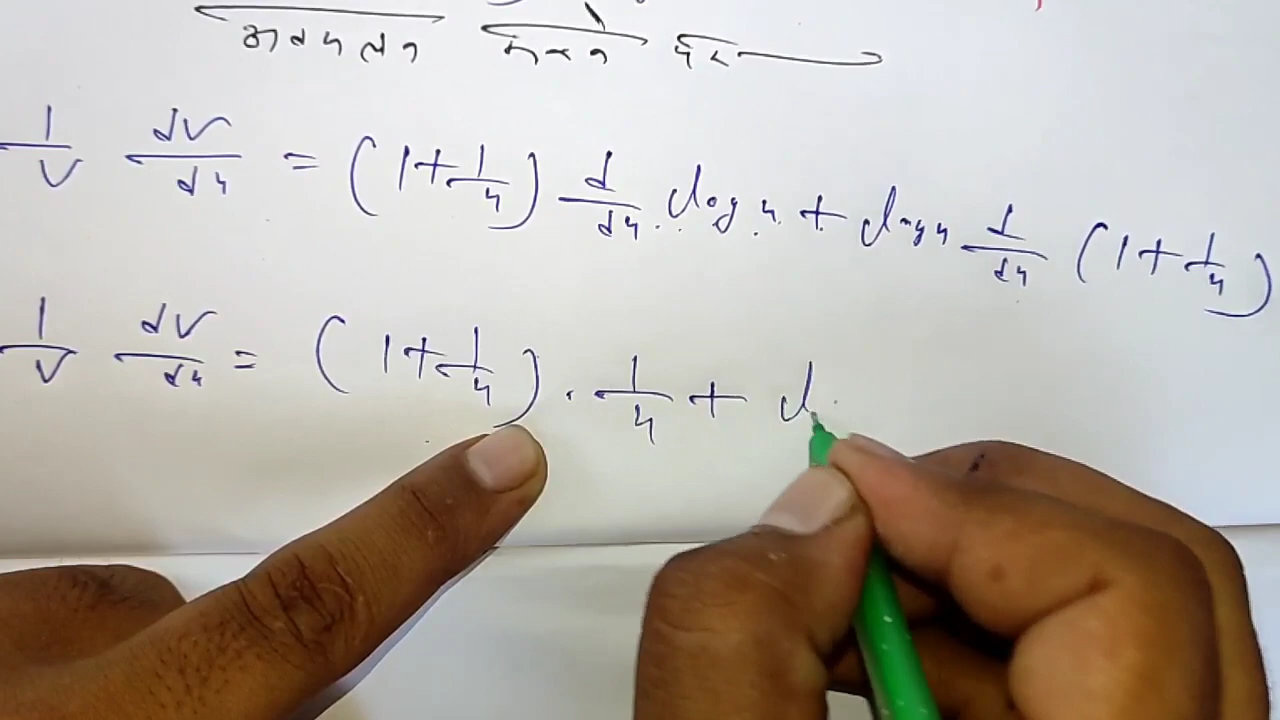 1/v dv/dx = (1+1/x) d/dx log x + log x d/dx (1+1/x)
1/v dv/dx = (1+1/x) . 1/x + l